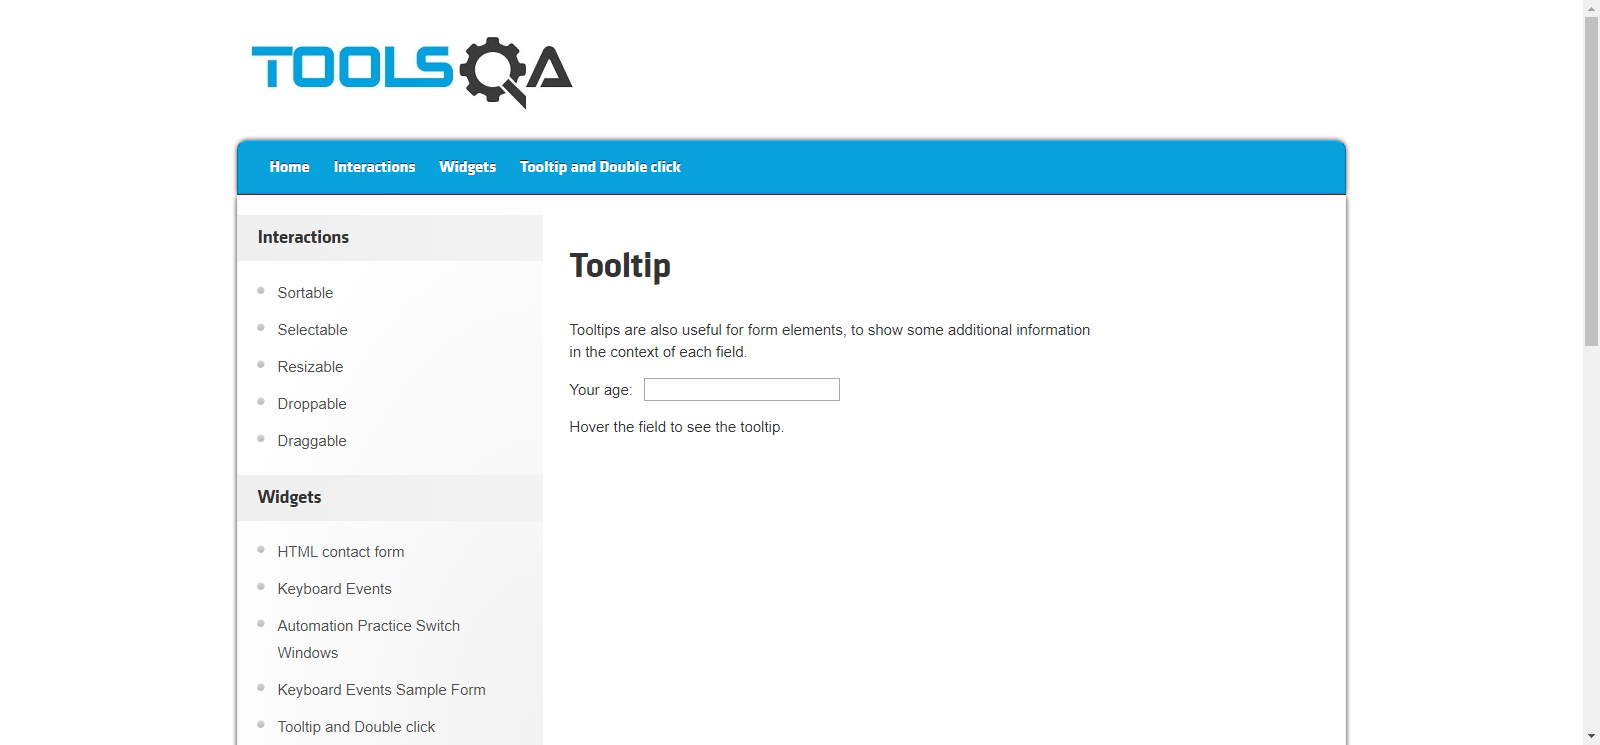 TOOLSQA
Home Interactions Widgets Tooltip and Double click
Interactions
Sortable
Selectable
Resizable
Droppable
Draggable
Widgets
HTML contact form
Keyboard Events
Automation Practice Switch
Windows
Keyboard Events Sample Form
Tooltip and Double click
Tooltip
Tooltips are also useful for form elements, to show some additional information
in the context of each field.
Your age:
Hover the field to see the tooltip.